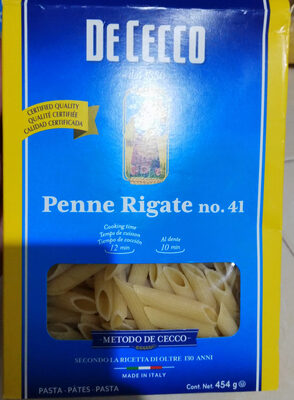 DE CECCO
dal 1886
CERTIFIED QUALITY
QUALITÉ CERTIFIÉE
CALIDAD CERTIFICADA
Penne Rigate no. 41
Cooking time
Temps de cuisson
Tiempo de cocción
12 min
Al dente
10 min
METODO DE CECCO
SECONDO LA RICETTA DI OLTRE 130 ANNI
MADE IN ITALY
PASTA - PÂTES - PASTA
Cont. Net. 454 g